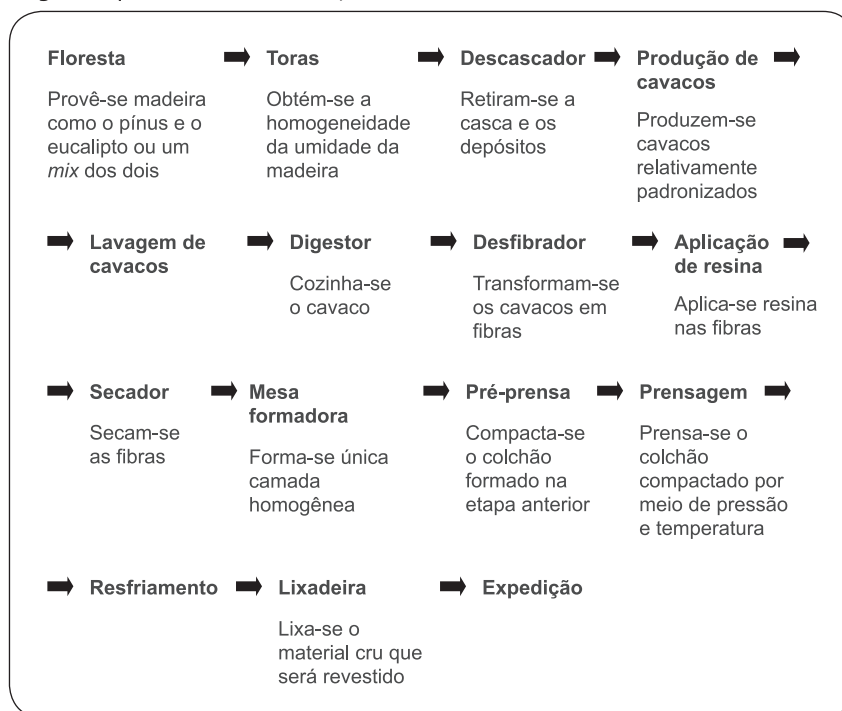 Floresta
Provê-se madeira
como o pínus e o
eucalipto ou um
mix dos dois
Toras
Obtém-se a
homogeneidade
da umidade da
madeira
Descascador
Retiram-se a
casca e os
depósitos
Produção de
cavacos
Produzem-se
cavacos
relativamente
padronizados
Lavagem de
cavacos
Digestor
Cozinha-se
o cavaco
Desfibrador
Transformam-se
os cavacos em
fibras
Aplicação
de resina
Aplica-se resina
nas fibras
Secador
Secam-se
as fibras
Mesa
formadora
Forma-se única
camada
homogênea
Pré-prensa
Compacta-se
o colchão
formado na
etapa anterior
Prensagem
Prensa-se o
colchão
compactado por
meio de pressão
e temperatura
Resfriamento
Lixadeira
Lixa-se o
material cru que
será revestido
Expedição